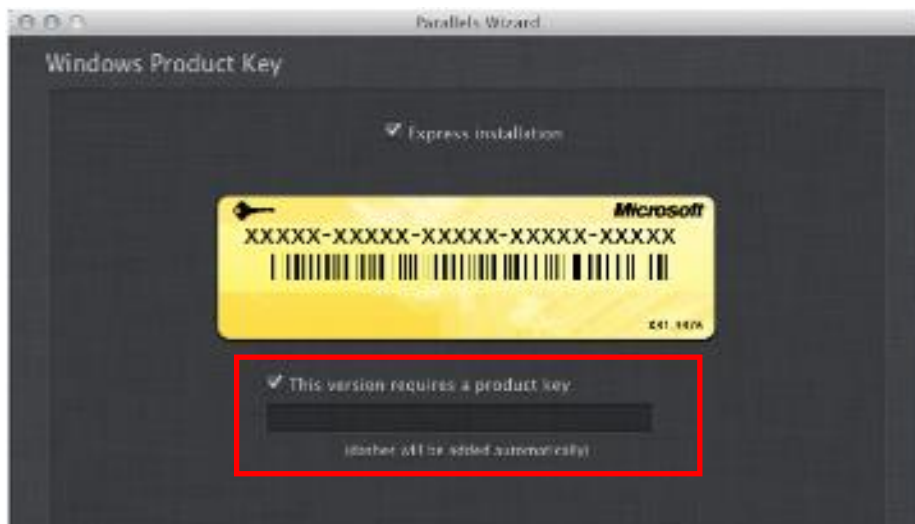 Parallels Wizard
Windows Product Key
Express installation
Microsoft
XXXXX-XXXXX-XXXXX-XXXXX-XXXXX
This version requires a product key
(dashes will be added automatically)